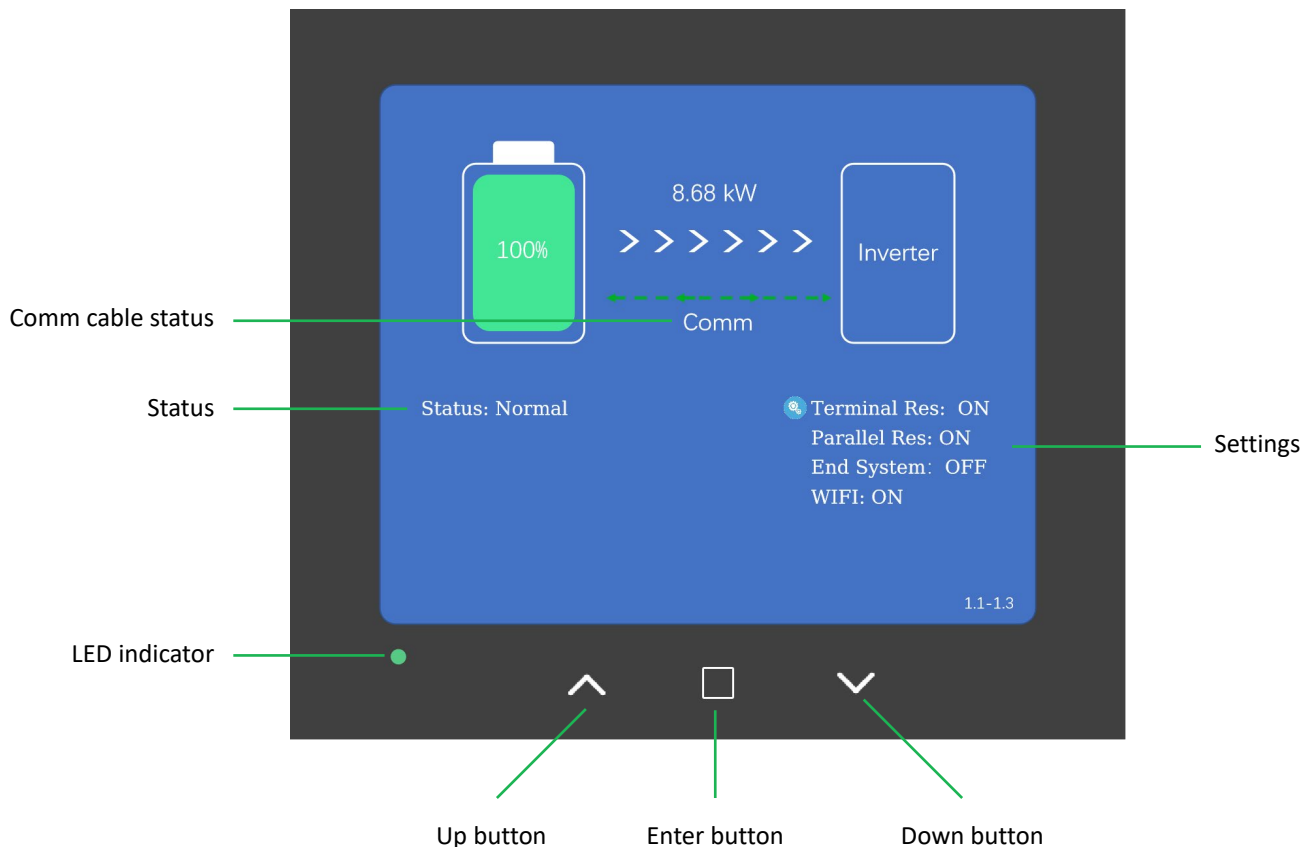 8.68 kW
100%
Inverter
Comm cable status
Comm
Status
Status: Normal
Terminal Res:  ON
Parallel Res: ON
Settings
End System:  OFF
WIFI: ON
1.1-1.3
LED indicator
Up button
Enter button
Down button